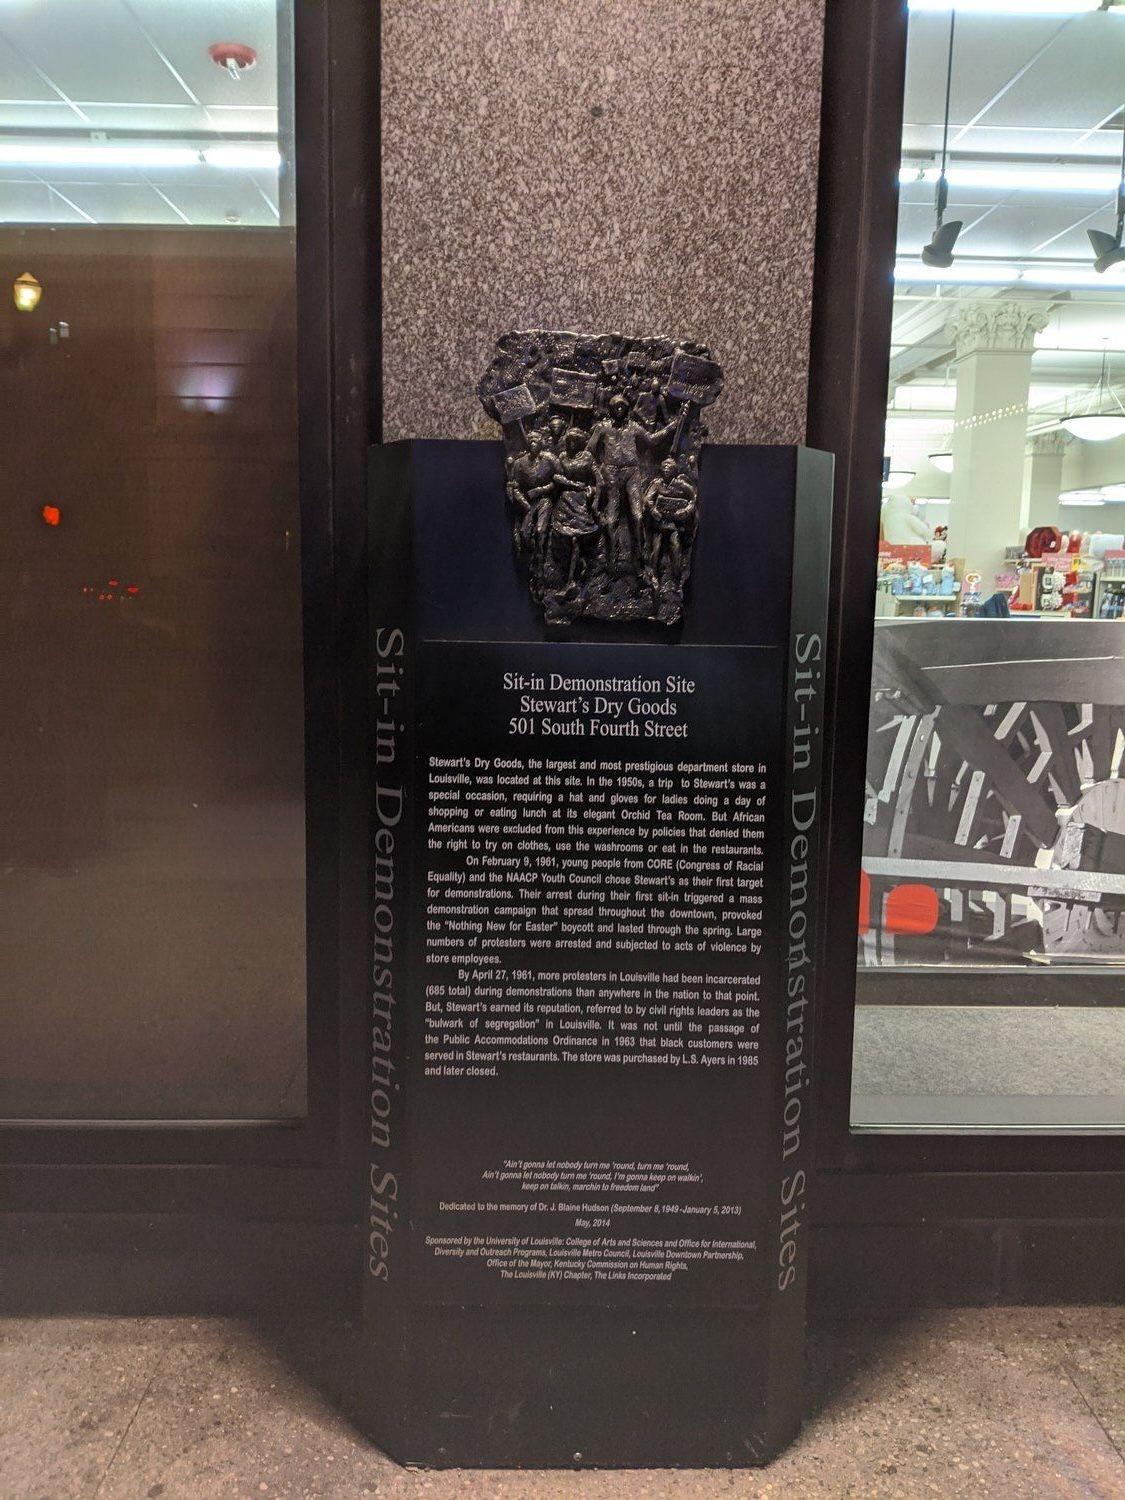 Sit-in Demonstration Site
Stewart's Dry Goods
501 South Fourth Street
Stewart's Dry Goods, the largest and most prestigious department store in
Louisville, was located at this site. In the 1950s, a trip to Stewart's was a
special occasion, requiring a hat and gloves for ladies doing a day of
shopping or eating lunch at its elegant Orchid Tea Room. But African
Americans were excluded from this experience by policies that denied them
the right to try on clothes, use the washrooms or eat in the restaurants.
On February 9, 1961, young people from CORE (Congress of Racial
Equality) and the NAACP Youth Council chose Stewart's as their first target
for demonstrations. Their arrest during their first sit-in triggered a mass
demonstration campaign that spread throughout the downtown, provoked
the "Nothing New for Easter" boycott and lasted through the spring. Large
numbers of protesters were arrested and subjected to acts of violence by
store employees.
By April 27, 1961, more protesters in Louisville had been incarcerated
(685 total) during demonstrations than anywhere in the nation to that point.
But, Stewart's earned its reputation, referred to by civil rights leaders as the
"bulwark of segregation" in Louisville. It was not until the passage of
the Public Accommodations Ordinance in 1963 that black customers were
served in Stewart's restaurants. The store was purchased by L.S. Ayers in 1985
and later closed.
"Ain't gonna let nobody turn me 'round, turn me 'round,
Ain't gonna let nobody turn me 'round, I'm gonna keep on walkin',
keep on talkin, marchin to freedom land"
Dedicated to the memory of Dr. J. Blaine Hudson (September 8, 1949-January 5, 2013)
May, 2014
Sponsored by the University of Louisville: College of Arts and Sciences and Office for International,
Diversity and Outreach Programs, Louisville Metro Council, Louisville Downtown Partnership,
Office of the Mayor, Kentucky Commission on Human Rights,
The Louisville (KY) Chapter, The Links Incorporated
Sit-in Demonstration Sites
Sit-in Demonstration Sites